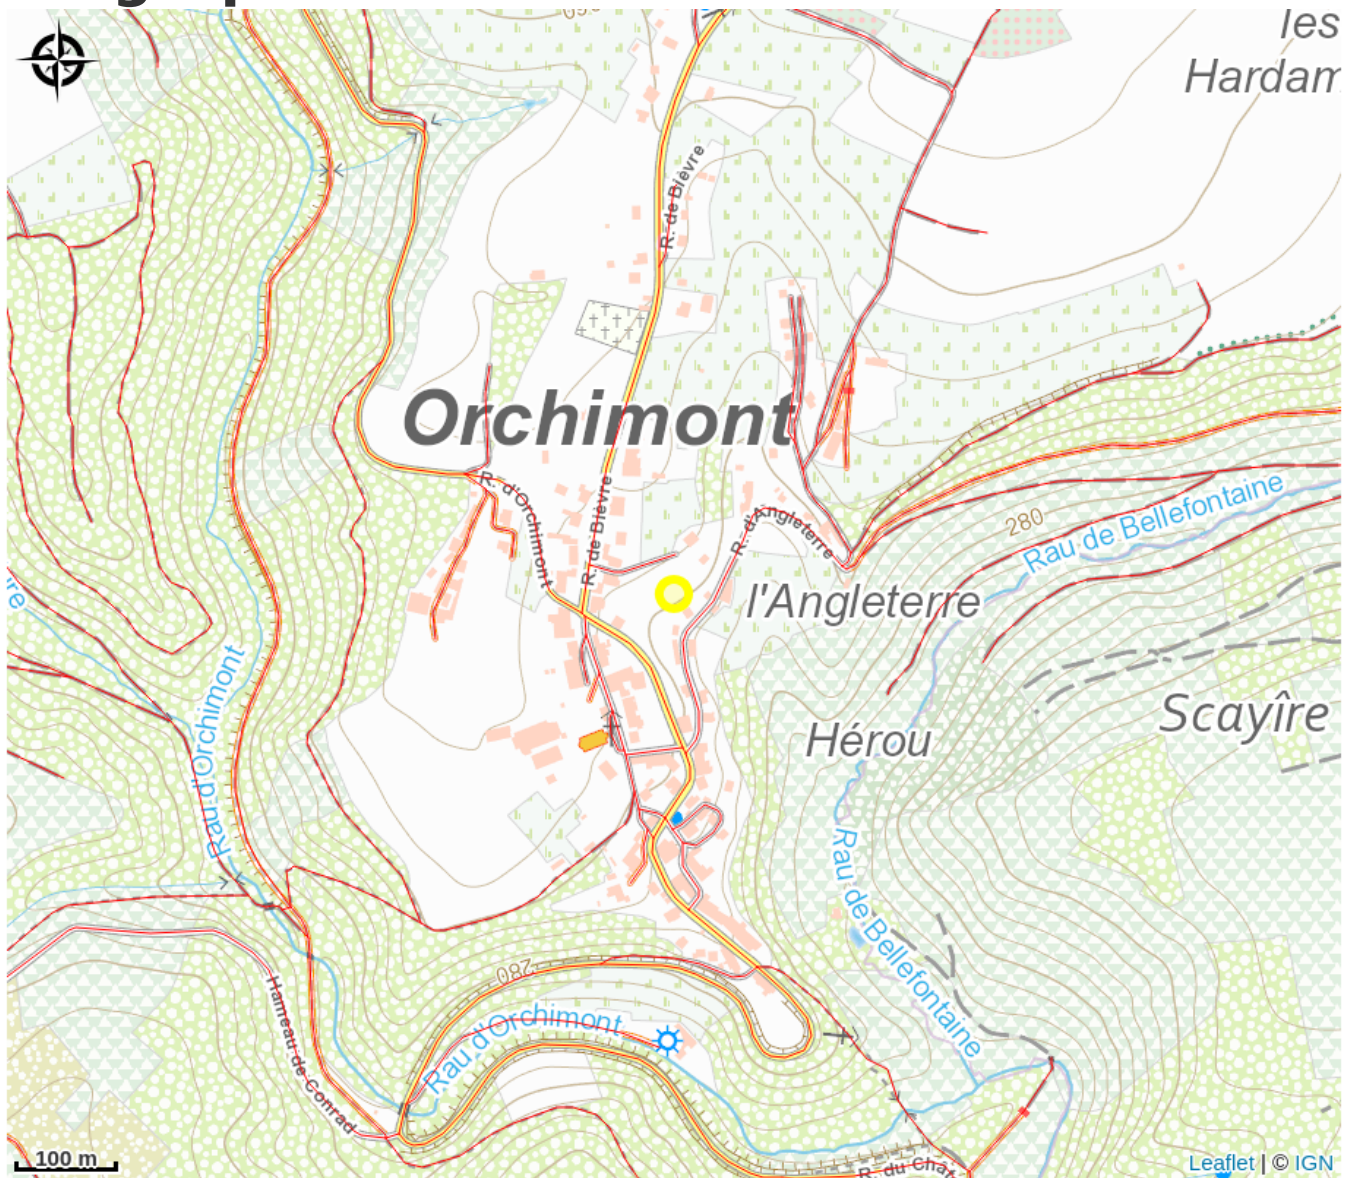 les
Hardam
R. de Bièvre
Orchimont
R. d'Orchimont
R. de Bièvre
R. d'Angleterre
280
Rau de Bellefontaine
l'Angleterre
Rau d'Orchimont
Scayîre
Hérou
Rau de Bellefontaine
280
Hameau de Conrad
Rau d'Orchimont
100 m
R. du Chât
Leaflet | © IGN